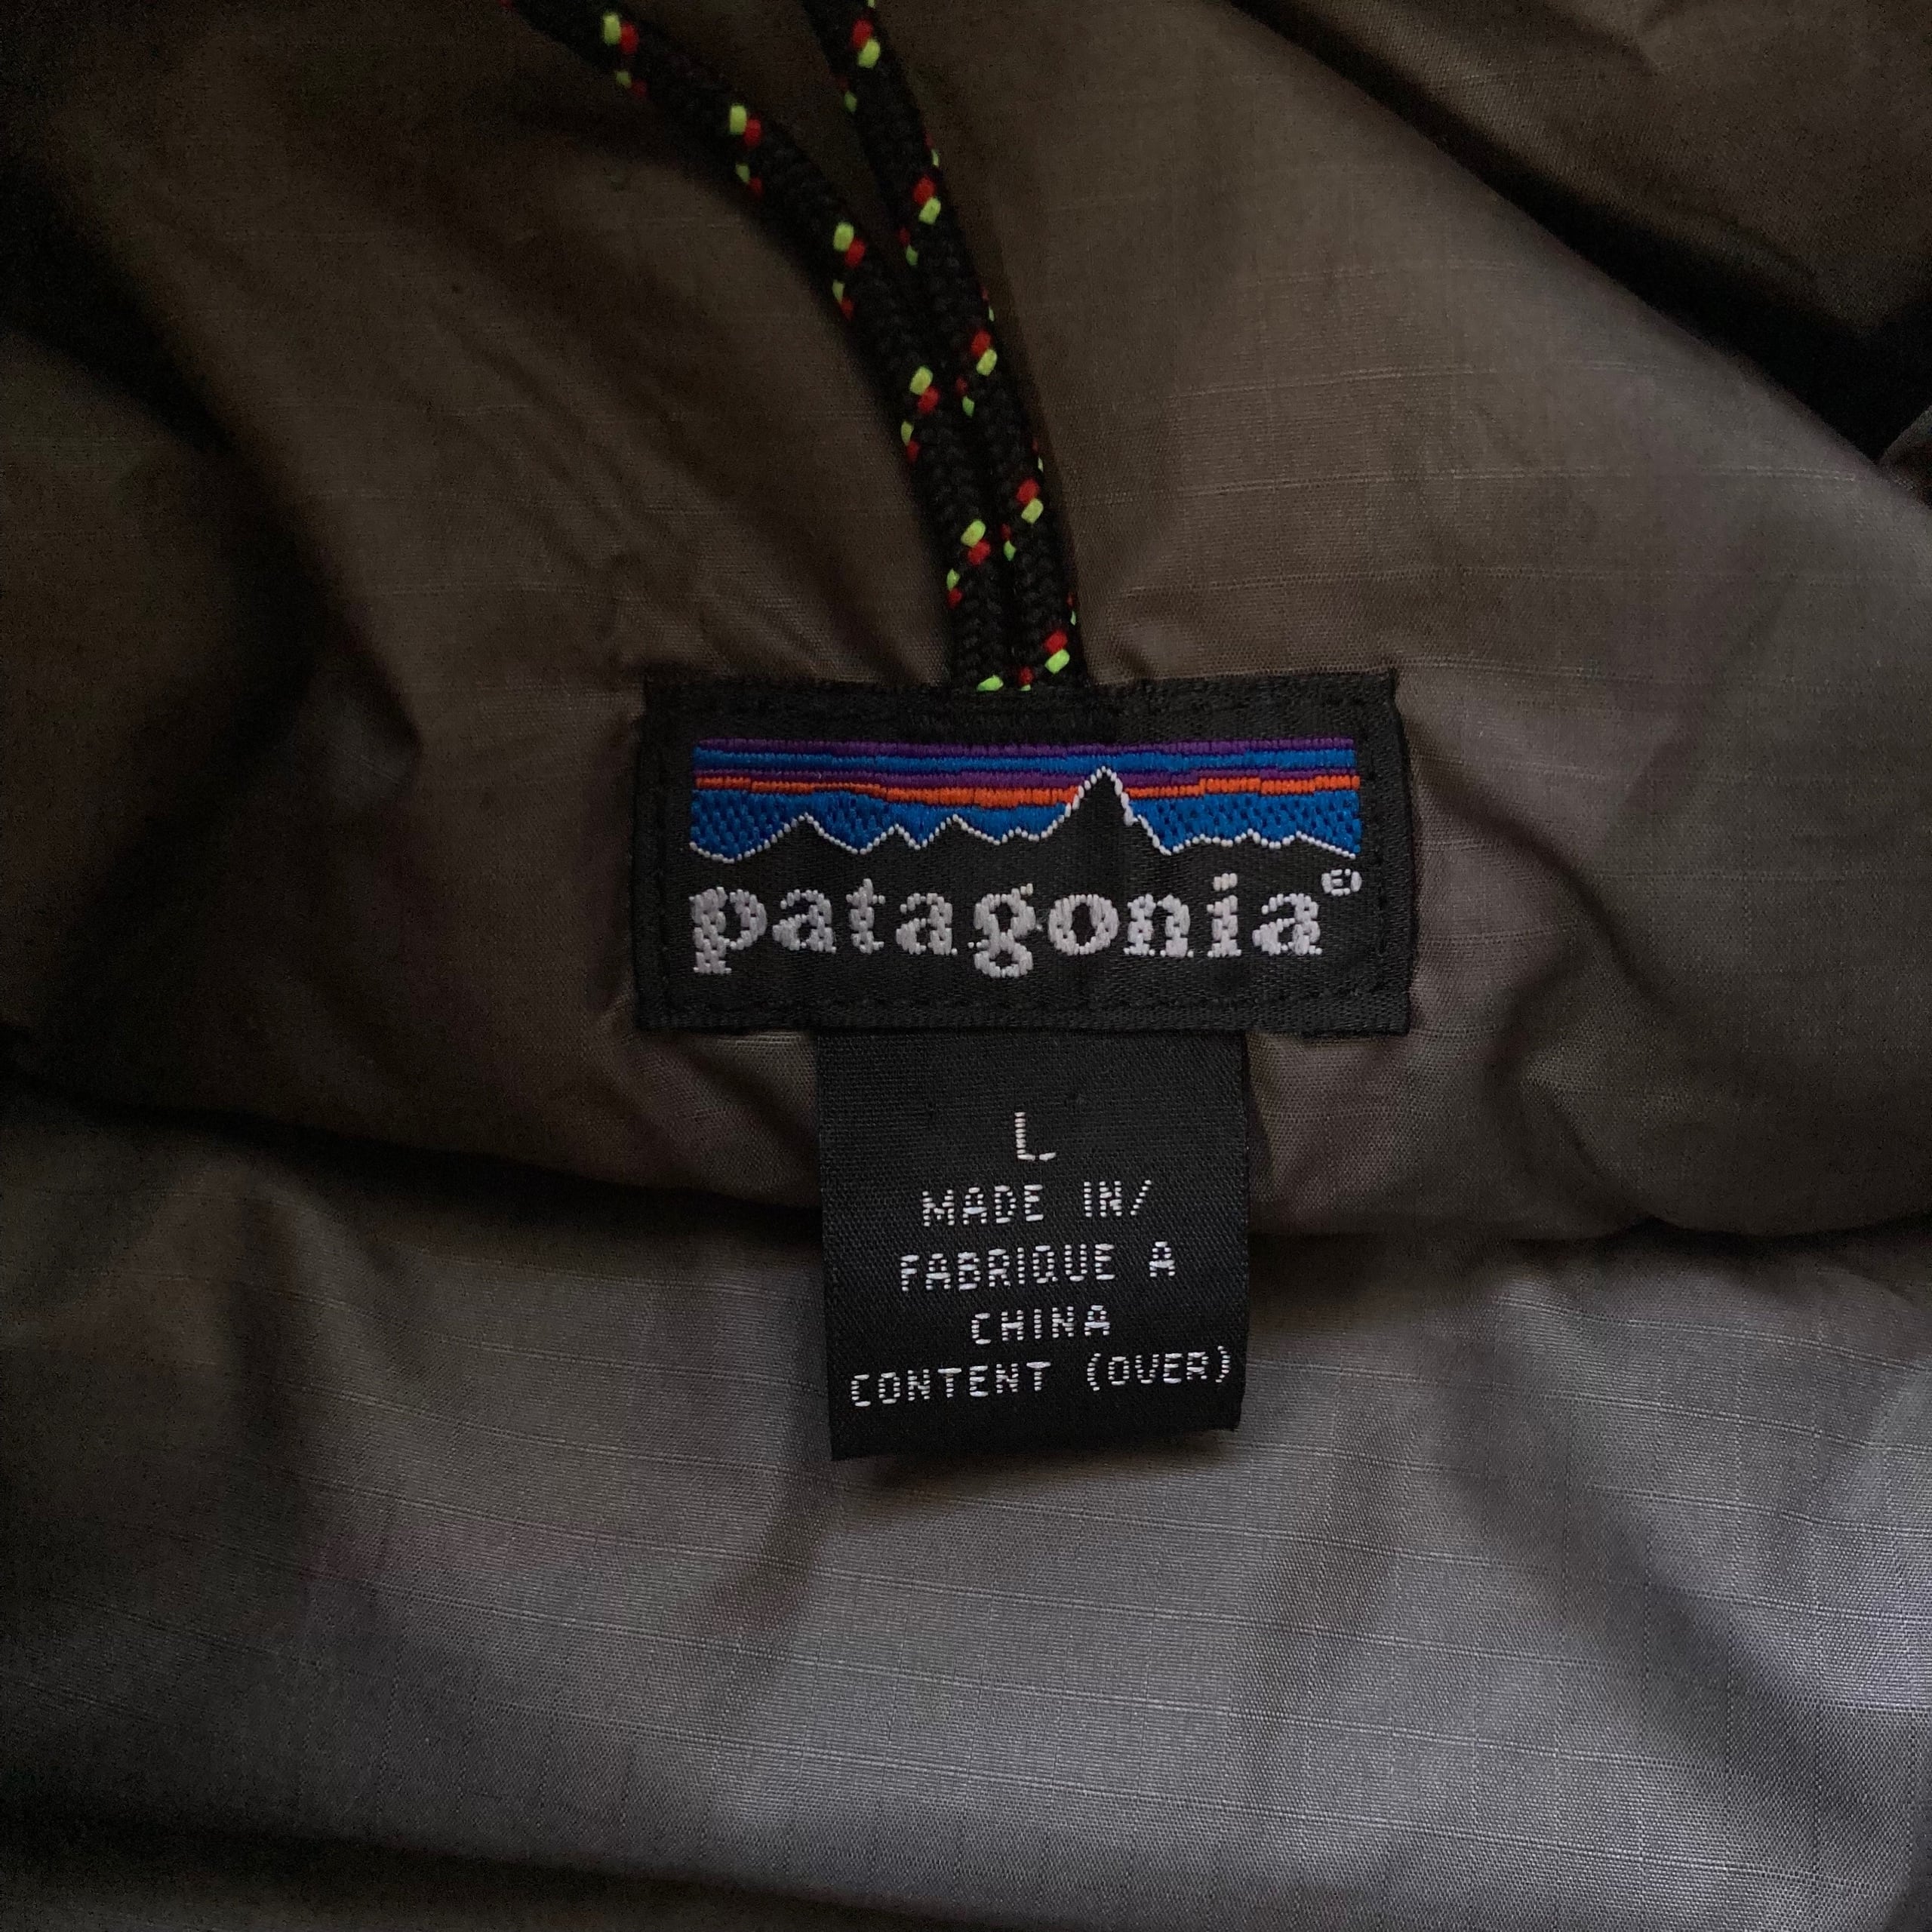 patagonia®
L
MADE IN/
FABRIQUE A
CHINA
CONTENT (OVER)